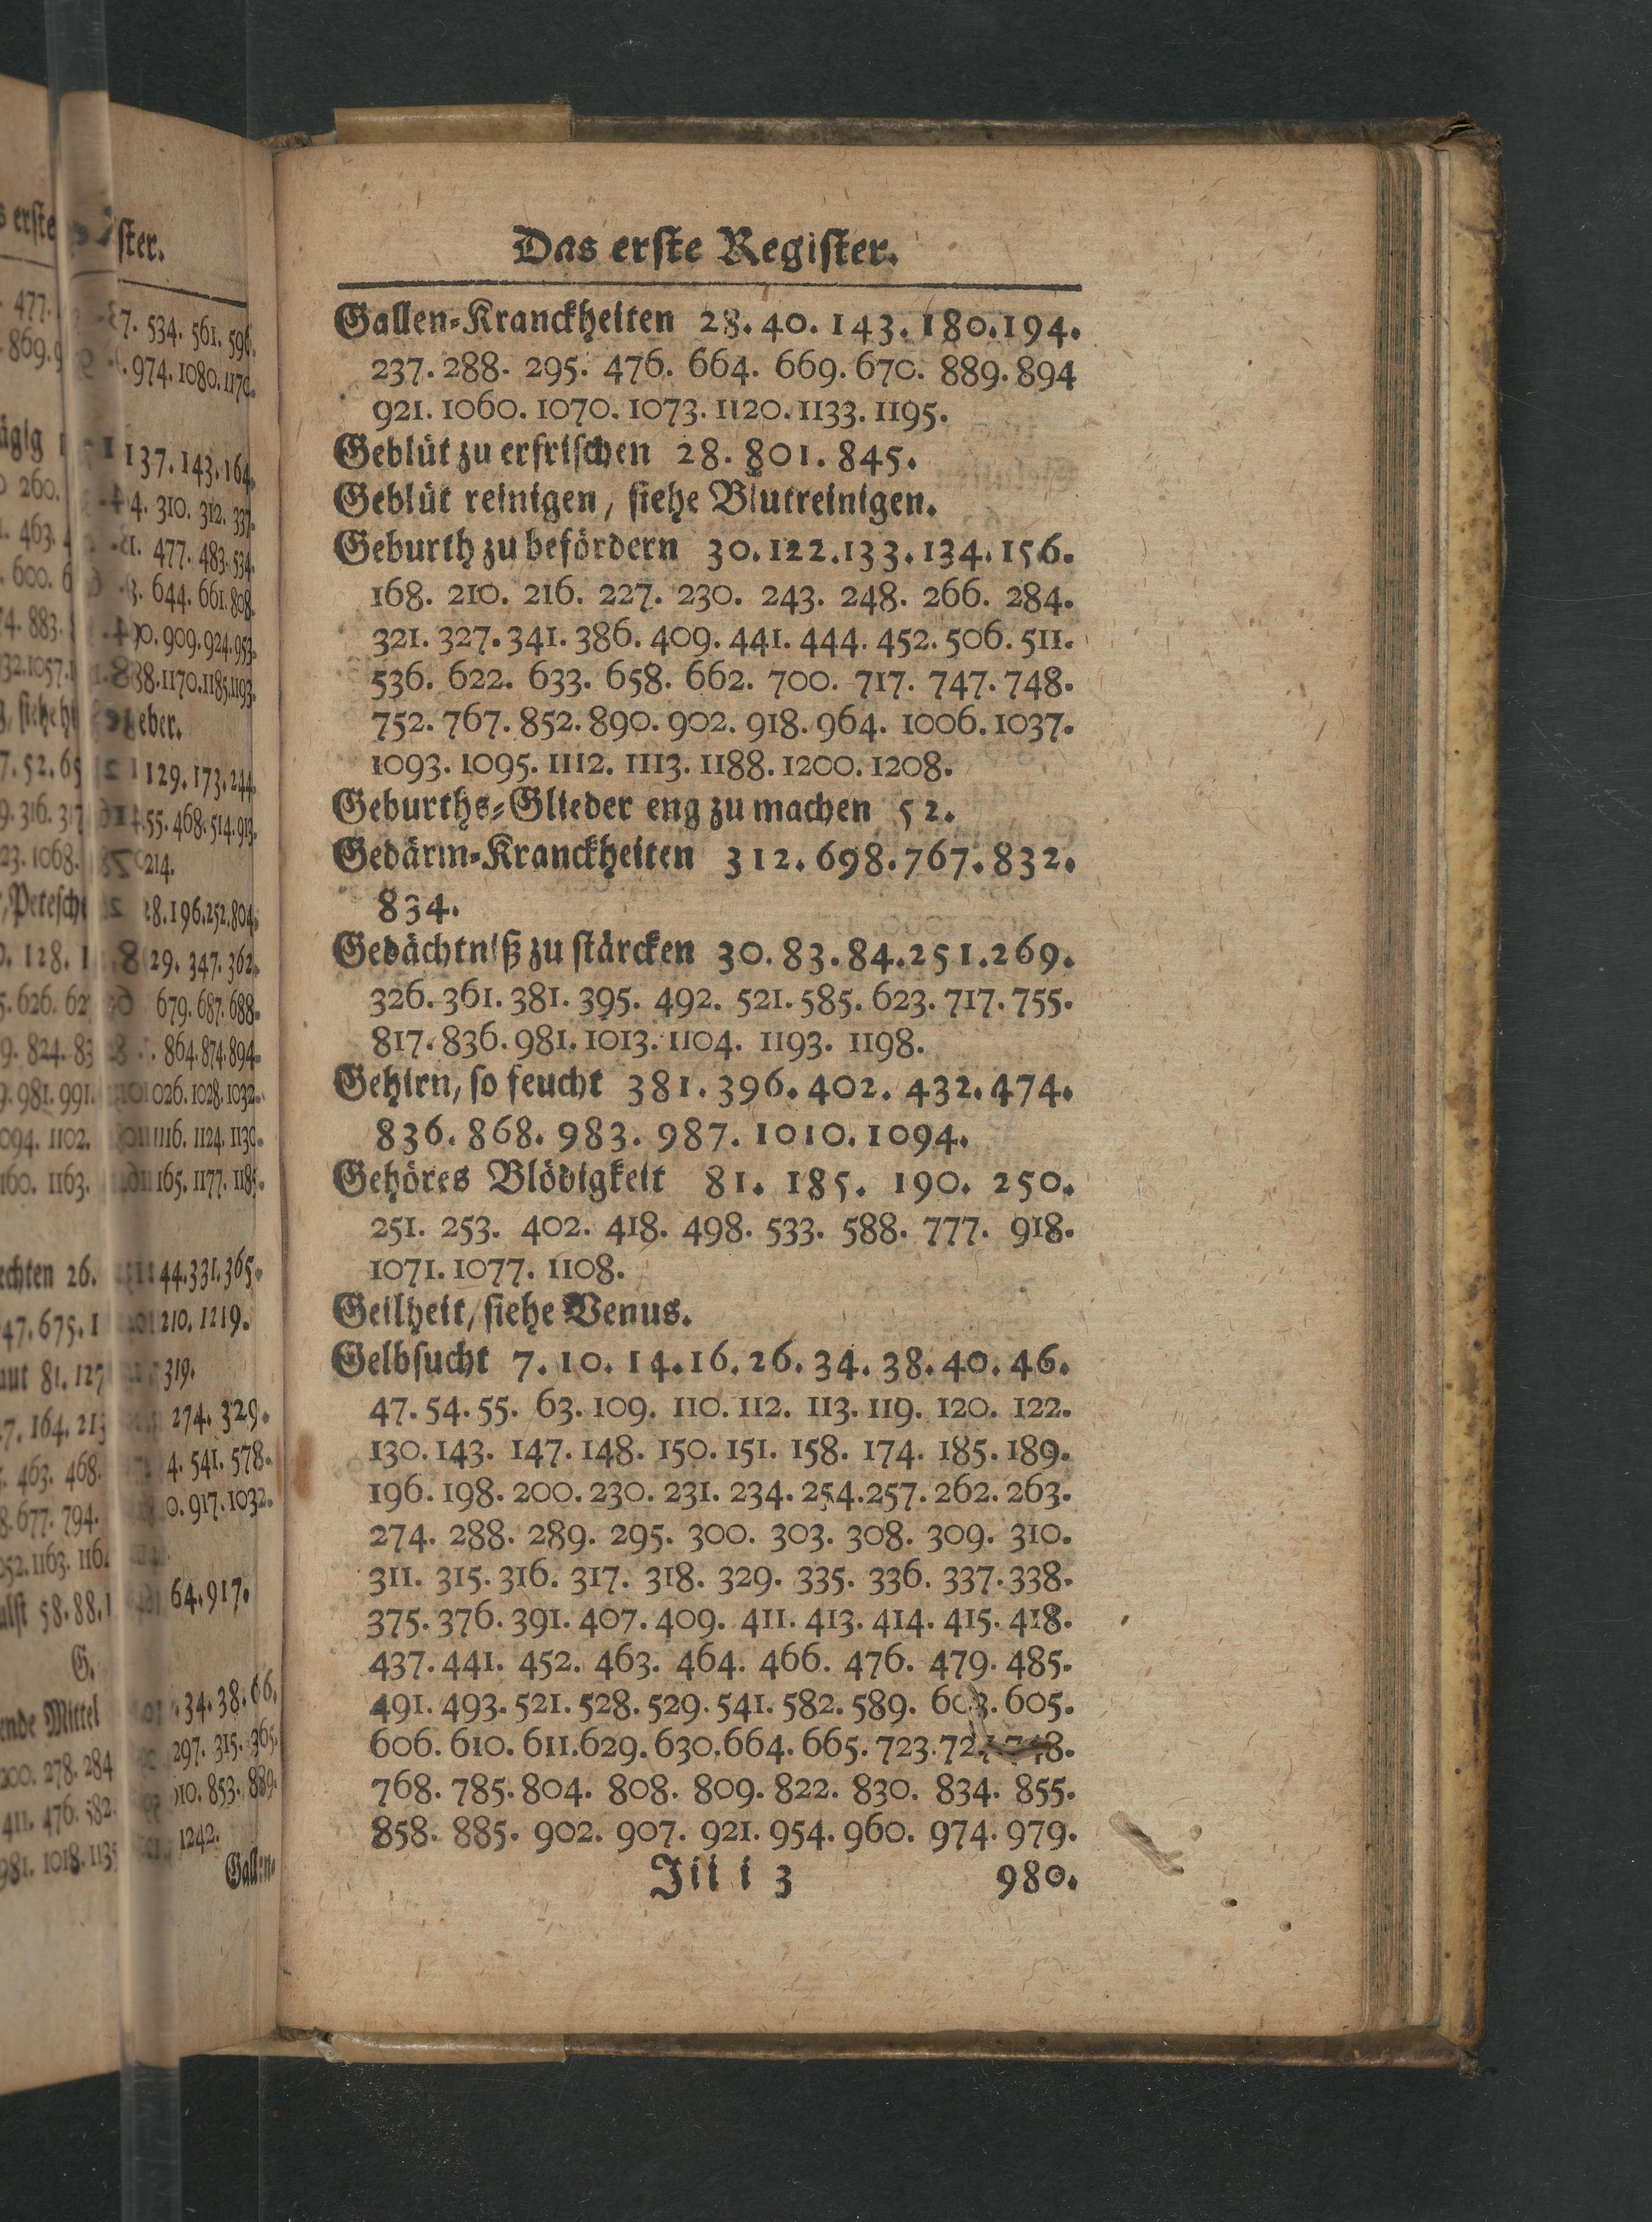 Das erste Register.
Gallen-Kranckheiten 28. 40. 143. 180. 194.
237. 288. 295. 476. 664. 669. 670. 889. 894
921. 1060. 1070. 1073. 1120. 1133. 1195.
Geblüt zu erfrischen 28. 801. 845.
Geblüt reinigen, siehe Blutreinigen.
Geburth zu befördern 30. 122. 133. 134. 156.
168. 210. 216. 227. 230. 243. 248. 266. 284.
321. 327. 341. 386. 409. 441. 444. 452. 506. 511.
536. 622. 633. 658. 662. 700. 717. 747. 748.
752. 767. 852. 890. 902. 918. 964. 1006. 1037.
1093. 1095. 1112. 1113. 1188. 1200. 1208.
Geburths-Glieder eng zu machen 52.
Gedärm-Kranckheiten 312. 698. 767. 832.
834.
Gedächtniß zu stärcken 30. 83. 84. 251. 269.
326. 361. 381. 395. 492. 521. 585. 623. 717. 755.
817. 836. 981. 1013. 1104. 1193. 1198.
Gehirn, so feucht 381. 396. 402. 432. 474.
836. 868. 983. 987. 1010. 1094.
Gehöres Blödigkeit 81. 185. 190. 250.
251. 253. 402. 418. 498. 533. 588. 777. 918.
1071. 1077. 1108.
Geilheit, siehe Venus.
Gelbsucht 7. 10. 14. 16. 26. 34. 38. 40. 46.
47. 54. 55. 63. 109. 110. 112. 113. 119. 120. 122.
130. 143. 147. 148. 150. 151. 158. 174. 185. 189.
196. 198. 200. 230. 231. 234. 254. 257. 262. 263.
274. 288. 289. 295. 300. 303. 308. 309. 310.
311. 315. 316. 317. 318. 329. 335. 336. 337. 338.
375. 376. 391. 407. 409. 411. 413. 414. 415. 418.
437. 441. 452. 463. 464. 466. 476. 479. 485.
491. 493. 521. 528. 529. 541. 582. 589. 603. 605.
606. 610. 611. 629. 630. 664. 665. 723. 748.
768. 785. 804. 808. 809. 822. 830. 834. 855.
858. 885. 902. 907. 921. 954. 960. 974. 979.
Jiii 3 980.